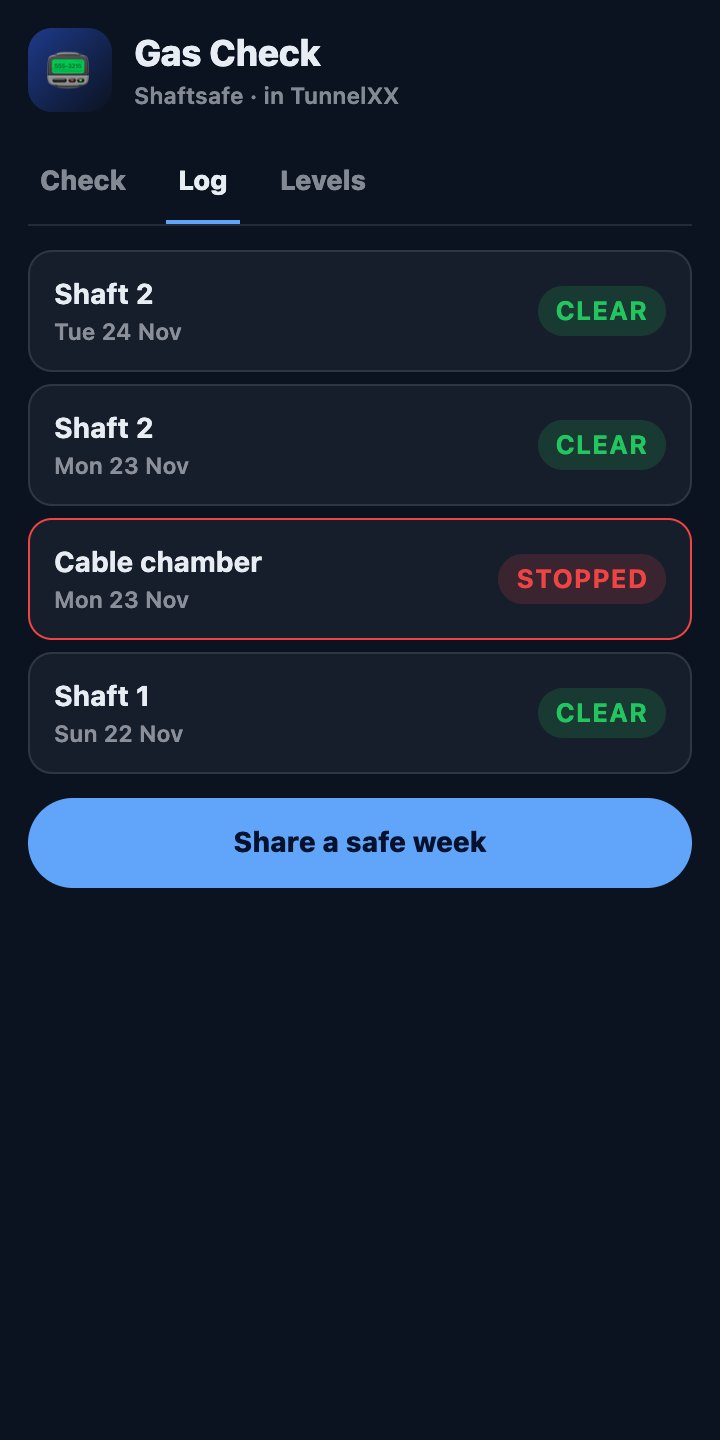 Gas Check
Shaftsafe · in TunnelXX
Check
Log
Levels
Shaft 2
Tue 24 Nov
CLEAR
Shaft 2
Mon 23 Nov
CLEAR
Cable chamber
Mon 23 Nov
STOPPED
Shaft 1
Sun 22 Nov
CLEAR
Share a safe week